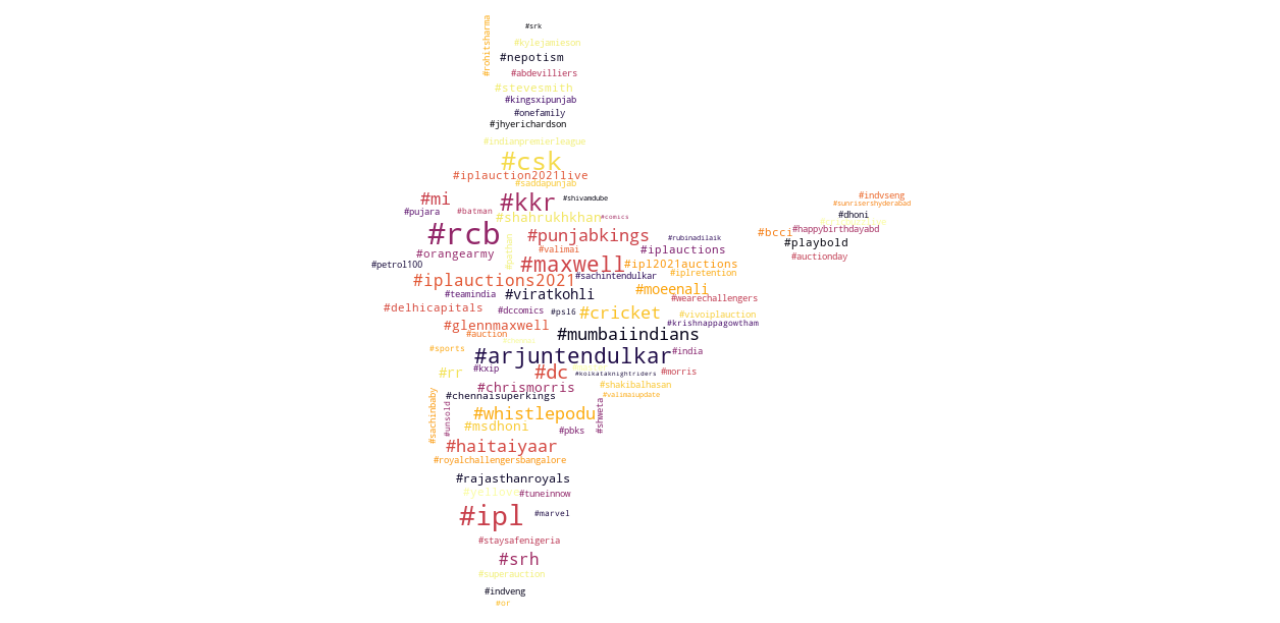 #srk
#rohitsharma
#kylejamieson
#nepotism
#abdevilliers
#stevesmith
#kingsxipunjab
#onefamily
#jhyerichardson
#indianpremierleague
#csk
#iplauction2021live
#saddapunjab
#mi
#kkr
#shivamdube
#indvseng
#sunrisershyderabad
#pujara
#batman
#shahrukhkhan
#comics
#dhoni
#rcb
#punjabkings
#rubinadilaik
#bcci
#happybirthdayabd
#playbold
#orangearmy
#pathan
#valimai
#iplauctions
#auctionday
#petrol100
#maxwell
#ipl2021auctions
#iplauctions2021
#sachintendulkar
#iplretention
#teamindia
#viratkohli
#moeenali
#wearechallengers
#delhicapitals
#dccomics
#psl6
#cricket
#vivoiplauction
#glennmaxwell
#krishnappagowtham
#auction
#mumbaiindians
#sports
#arjuntendulkar
#india
#rr
#kxip
#dc
#kolkataknightriders
#morris
#chrismorris
#shakibalhasan
#chennaisuperkings
#valimaiupdate
#sachinbaby
#unsold
#whistlepodu
#shweta
#msdhoni
#pbks
#haitaiyaar
#royalchallengersbangalore
#rajasthanroyals
#yellove
#tuneinnow
#ipl
#marvel
#staysafenigeria
#srh
#superauction
#indveng
#or